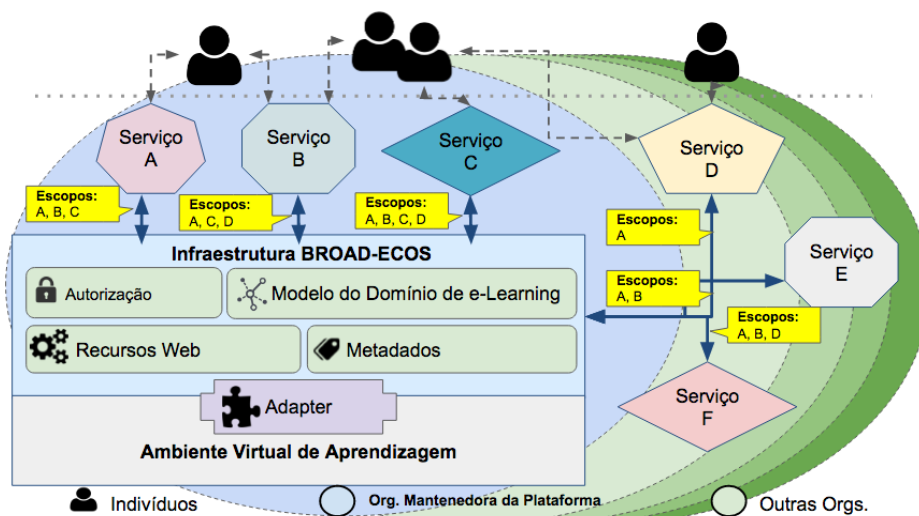 Serviço
A
Serviço
B
Serviço
C
Serviço
D
Escopos:
A, B, C
Escopos:
A, C, D
Escopos:
A, B, C, D
Escopos:
A
Serviço
E
Infraestrutura BROAD-ECOS
Autorização
Modelo do Domínio de e-Learning
Escopos:
A, B
Escopos:
A, B, D
Recursos Web
Metadados
Serviço
F
Adapter
Ambiente Virtual de Aprendizagem
Indivíduos
Org. Mantenedora da Plataforma
Outras Orgs.